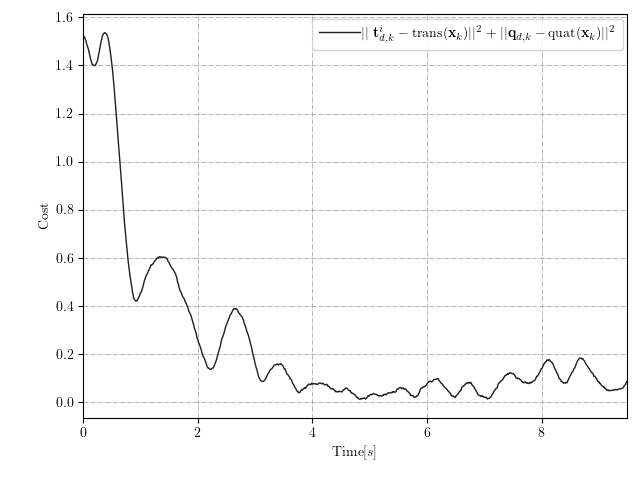 1.6
|| t^i_{d,k} − trans(x_k)||^2 + ||q_{d,k} − quat(x_k)||^2
1.4
1.2
1.0
0.8
Cost
0.6
0.4
0.2
0.0
0 2 4 6 8
Time[s]